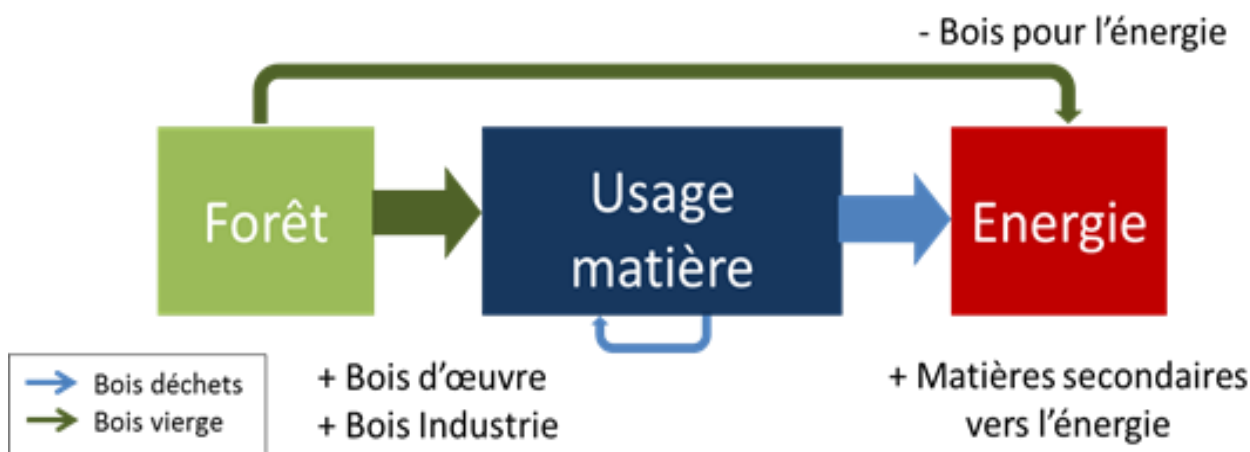 - Bois pour l’énergie
Forêt
Usage
matière
Energie
Bois déchets
Bois vierge
+ Bois d’œuvre
+ Bois Industrie
+ Matières secondaires
vers l’énergie